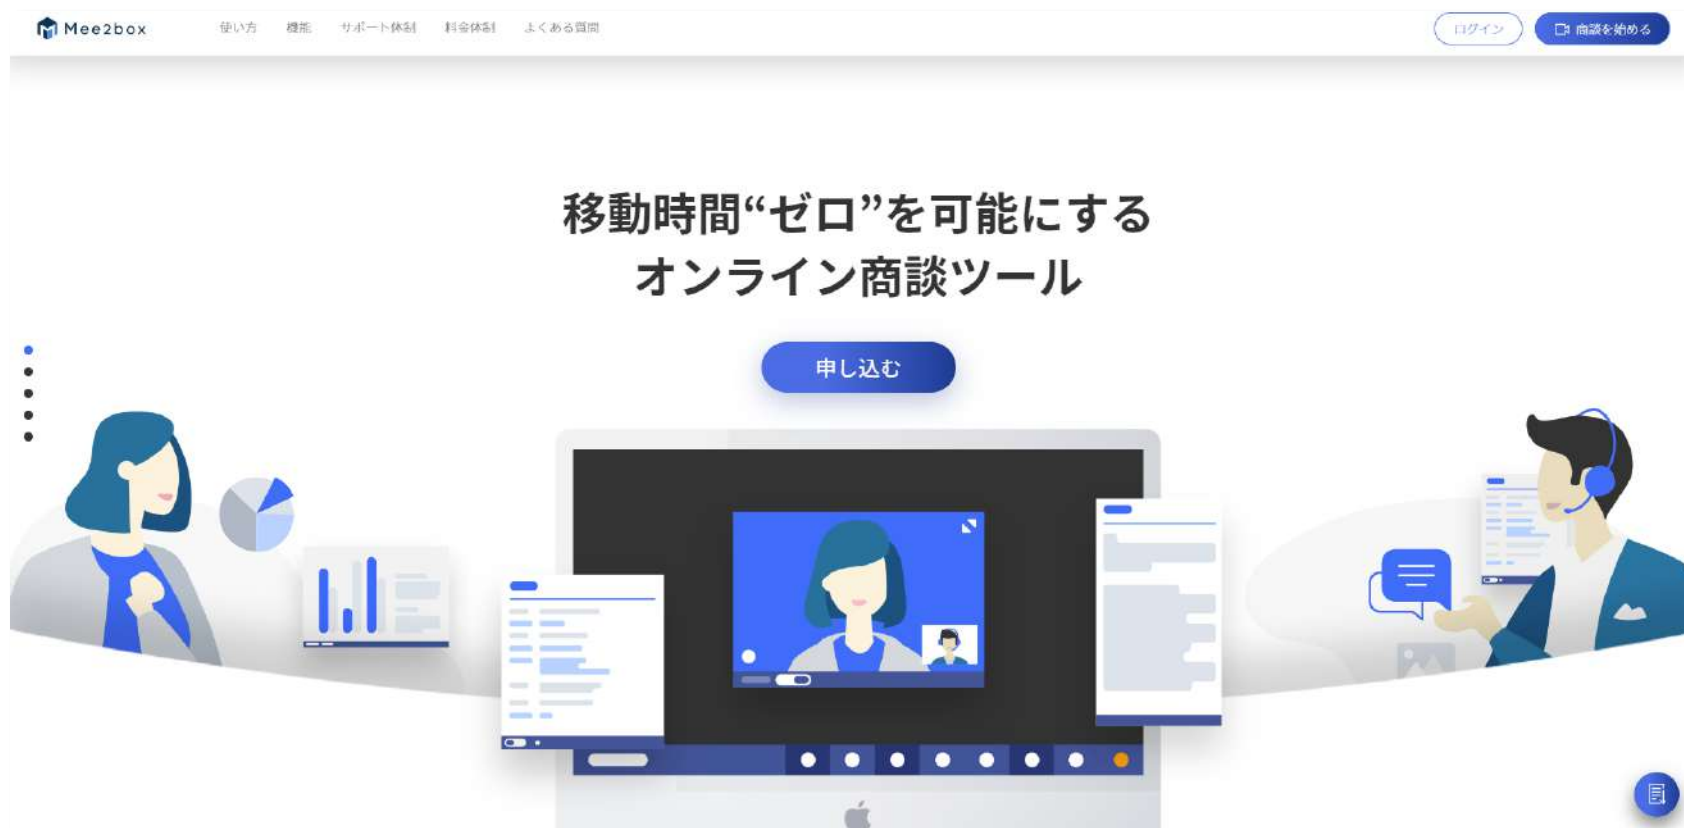 Mee2box
使い方
機能
サポート体制
料金体制
よくある質問
ログイン
商談を始める
移動時間“ゼロ”を可能にする
オンライン商談ツール
申し込む